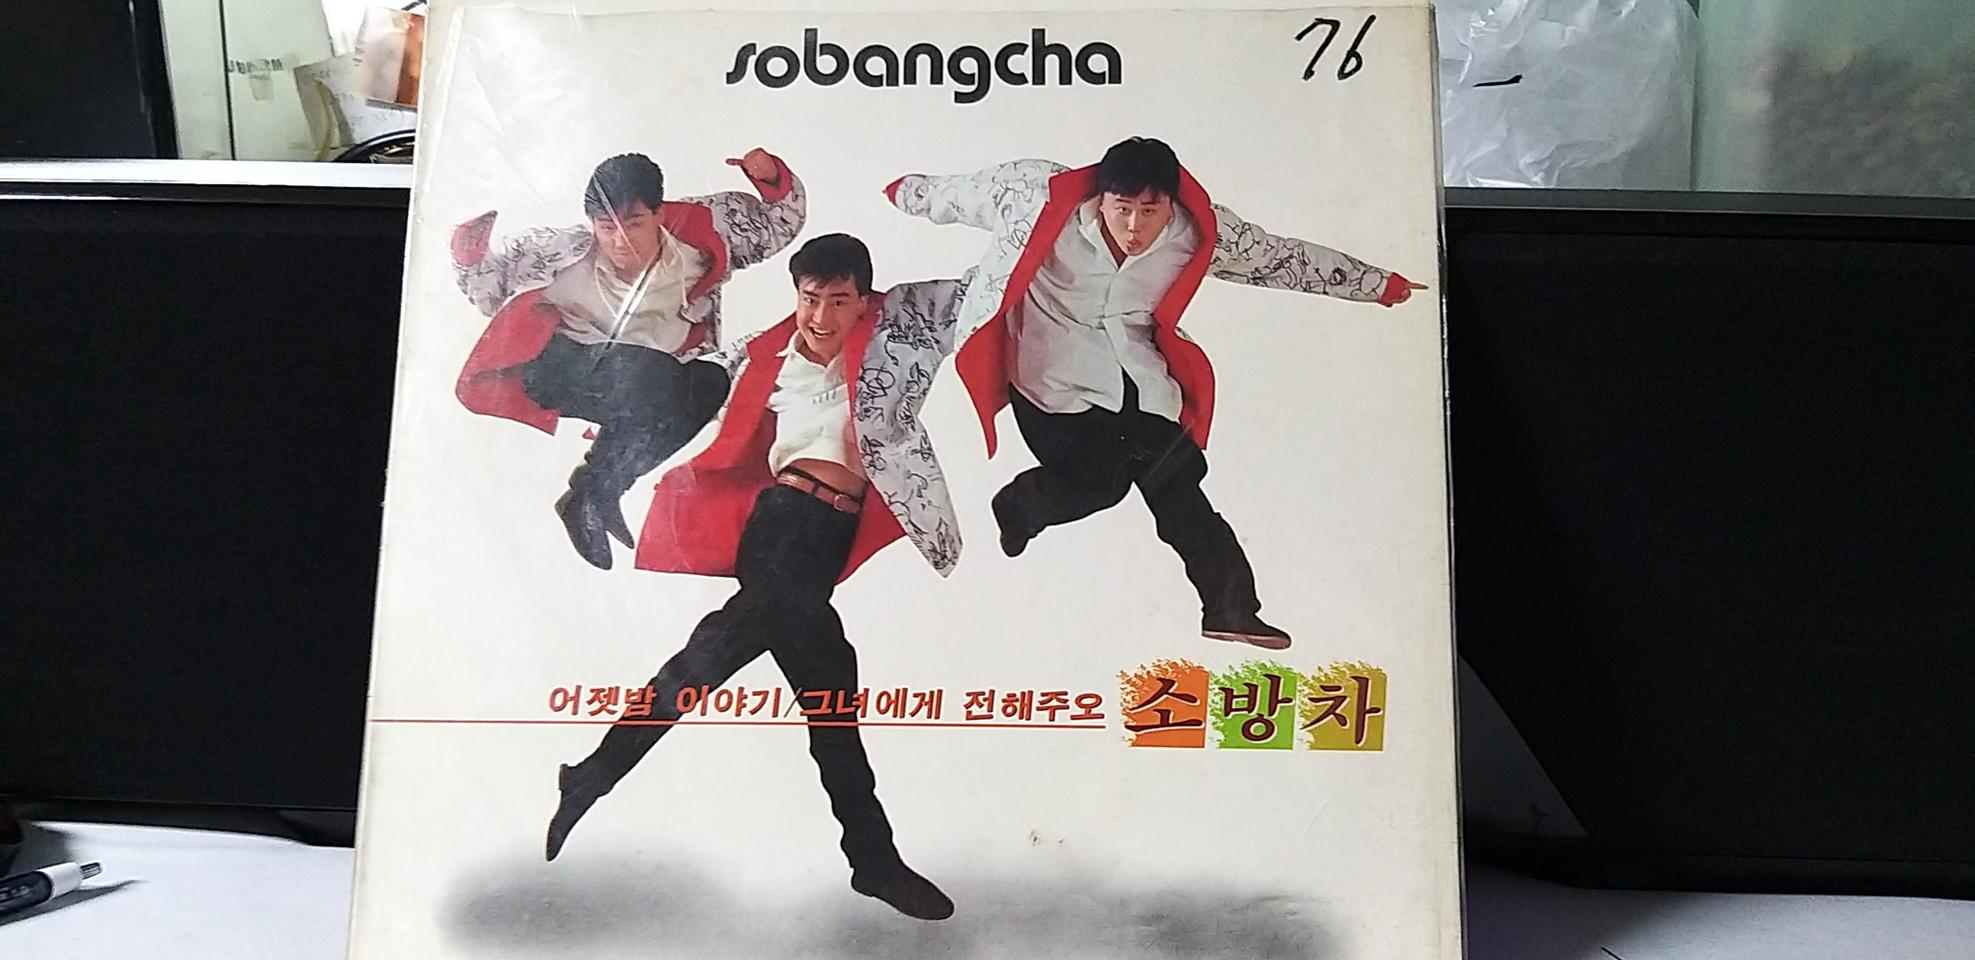 sobangcha
76
어젯밤 이야기/그녀에게 전해주오
소방차